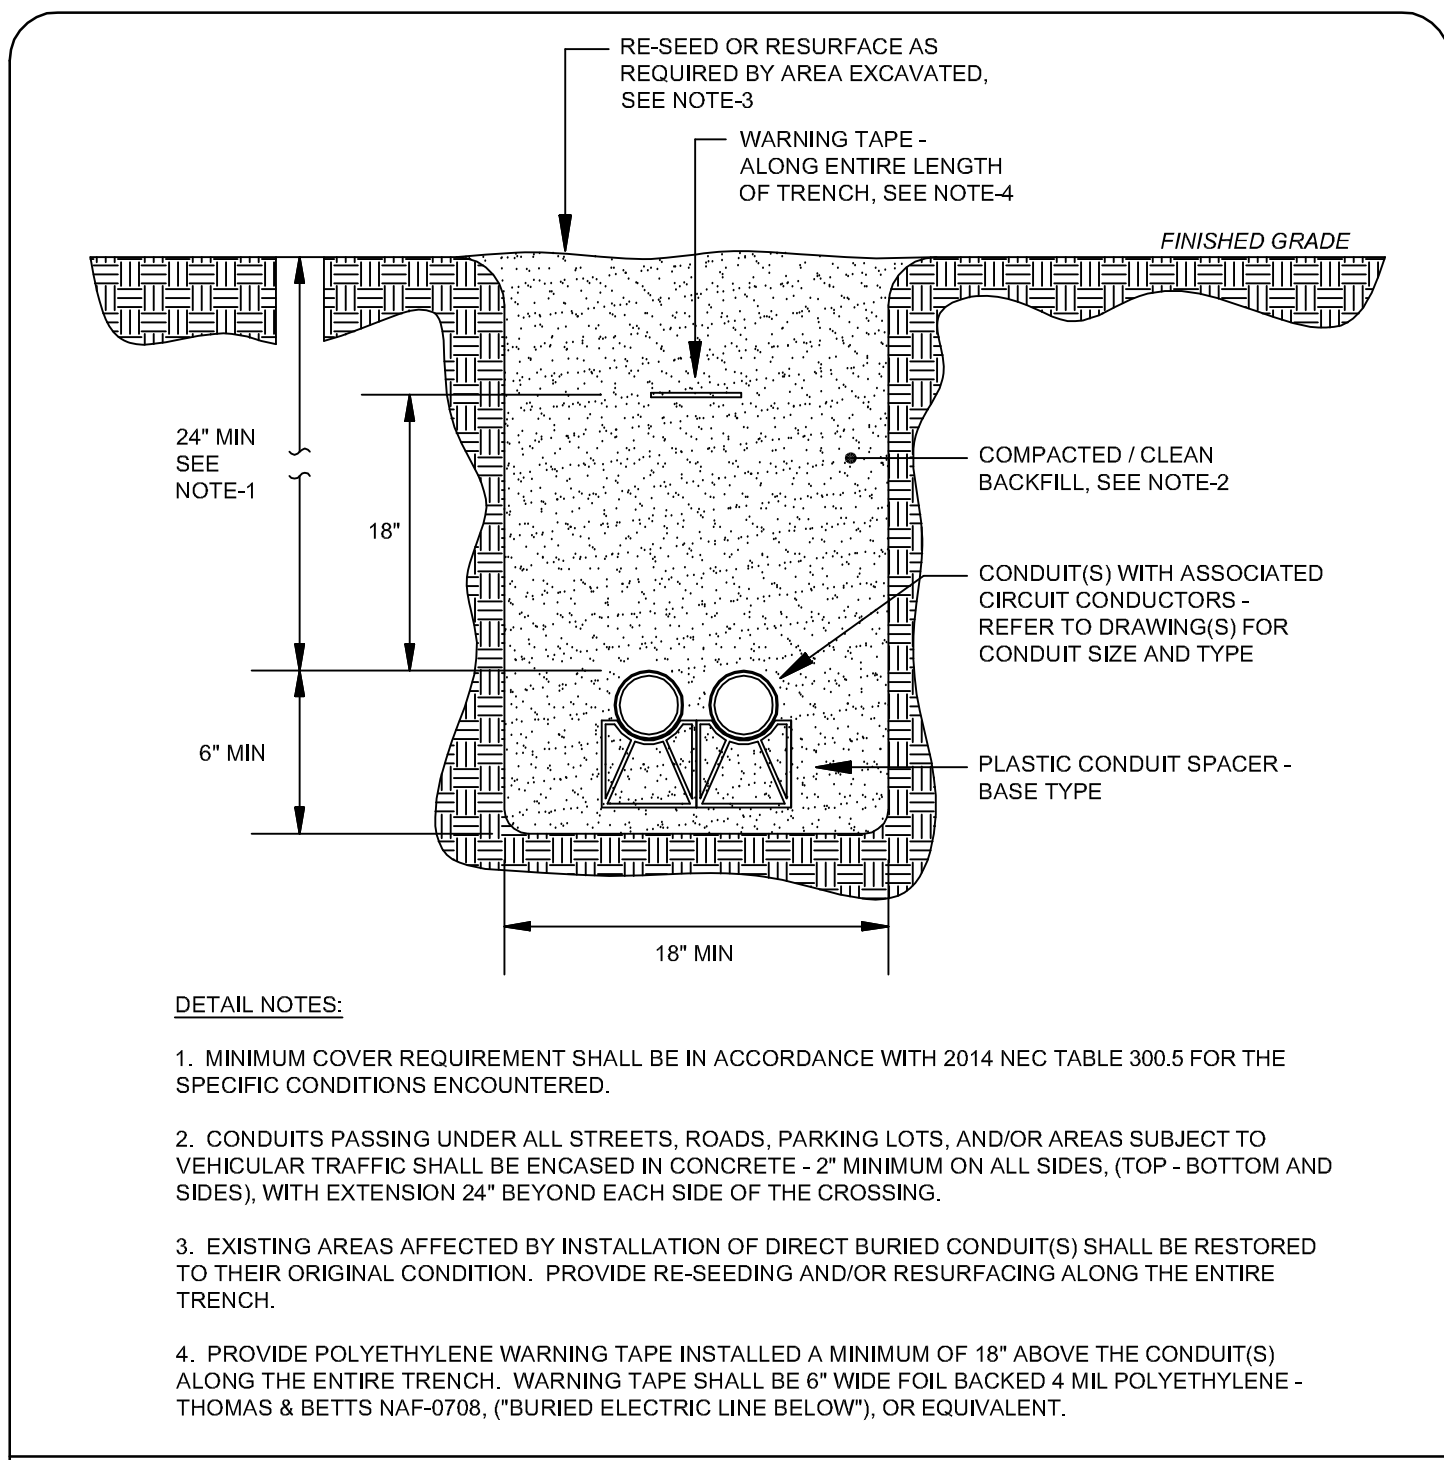 RE-SEED OR RESURFACE AS
REQUIRED BY AREA EXCAVATED,
SEE NOTE-3
WARNING TAPE -
ALONG ENTIRE LENGTH
OF TRENCH, SEE NOTE-4
FINISHED GRADE
24" MIN
SEE
NOTE-1
18"
COMPACTED / CLEAN
BACKFILL, SEE NOTE-2
CONDUIT(S) WITH ASSOCIATED
CIRCUIT CONDUCTORS -
REFER TO DRAWING(S) FOR
CONDUIT SIZE AND TYPE
6" MIN
PLASTIC CONDUIT SPACER -
BASE TYPE
18" MIN
DETAIL NOTES:
1. MINIMUM COVER REQUIREMENT SHALL BE IN ACCORDANCE WITH 2014 NEC TABLE 300.5 FOR THE
SPECIFIC CONDITIONS ENCOUNTERED.
2. CONDUITS PASSING UNDER ALL STREETS, ROADS, PARKING LOTS, AND/OR AREAS SUBJECT TO
VEHICULAR TRAFFIC SHALL BE ENCASED IN CONCRETE - 2" MINIMUM ON ALL SIDES, (TOP - BOTTOM AND
SIDES), WITH EXTENSION 24" BEYOND EACH SIDE OF THE CROSSING.
3. EXISTING AREAS AFFECTED BY INSTALLATION OF DIRECT BURIED CONDUIT(S) SHALL BE RESTORED
TO THEIR ORIGINAL CONDITION. PROVIDE RE-SEEDING AND/OR RESURFACING ALONG THE ENTIRE
TRENCH.
4. PROVIDE POLYETHYLENE WARNING TAPE INSTALLED A MINIMUM OF 18" ABOVE THE CONDUIT(S)
ALONG THE ENTIRE TRENCH. WARNING TAPE SHALL BE 6" WIDE FOIL BACKED 4 MIL POLYETHYLENE -
THOMAS & BETTS NAF-0708, ("BURIED ELECTRIC LINE BELOW"), OR EQUIVALENT.